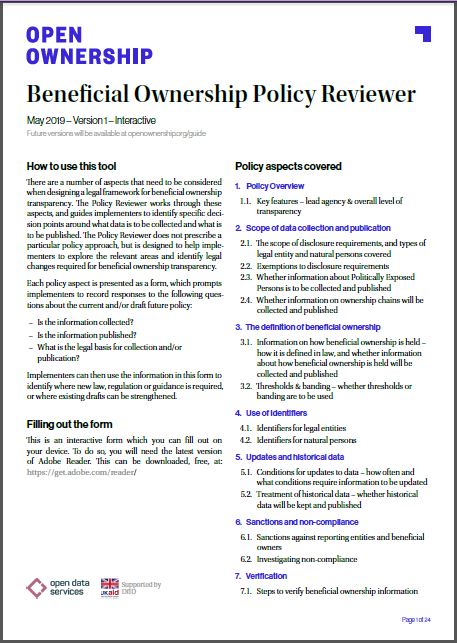 OPEN
OWNERSHIP
Beneficial Ownership Policy Reviewer
May 2019 – Version 1 – Interactive
Future versions will be available at openownership.org/guide
How to use this tool
There are a number of aspects that need to be considered
when designing a legal framework for beneficial ownership
transparency. The Policy Reviewer works through these
aspects, and guides implementers to identify specific deci-
sion points around what data is to be collected and what is
to be published. The Policy Reviewer does not prescribe a
particular policy approach, but is designed to help imple-
menters to explore the relevant areas and identify legal
changes required for beneficial ownership transparency.
Each policy aspect is presented as a form, which prompts
implementers to record responses to the following ques-
tions about the current and/or draft future policy:
– Is the information collected?
– Is the information published?
– What is the legal basis for collection and/or
publication?
Implementers can then use the information in this form to
identify where new law, regulation or guidance is required,
or where existing drafts can be strengthened.
Filling out the form
This is an interactive form which you can fill out on
your device. To do so, you will need the latest version
of Adobe Reader. This can be downloaded, free, at:
https://get.adobe.com/reader/
Policy aspects covered
1. Policy Overview
1.1. Key features – lead agency & overall level of
transparency
2. Scope of data collection and publication
2.1. The scope of disclosure requirements, and types of
legal entity and natural persons covered
2.2. Exemptions to disclosure requirements
2.3. Whether information about Politically Exposed
Persons is to be collected and published
2.4. Whether information on ownership chains will be
collected and published
3. The definition of beneficial ownership
3.1. Information on how beneficial ownership is held –
how it is defined in law, and whether information
about how beneficial ownership is held will be
collected and published
3.2. Thresholds & banding – whether thresholds or
banding are to be used
4. Use of Identifiers
4.1. Identifiers for legal entities
4.2. Identifiers for natural persons
5. Updates and historical data
5.1. Conditions for updates to data – how often and
what conditions require information to be updated
5.2. Treatment of historical data – whether historical
data will be kept and published
6. Sanctions and non-compliance
6.1. Sanctions against reporting entities and beneficial
owners
6.2. Investigating non-compliance
7. Verification
7.1. Steps to verify beneficial ownership information
open data
services
ukaid
Supported by
DfID
Page 1 of 24